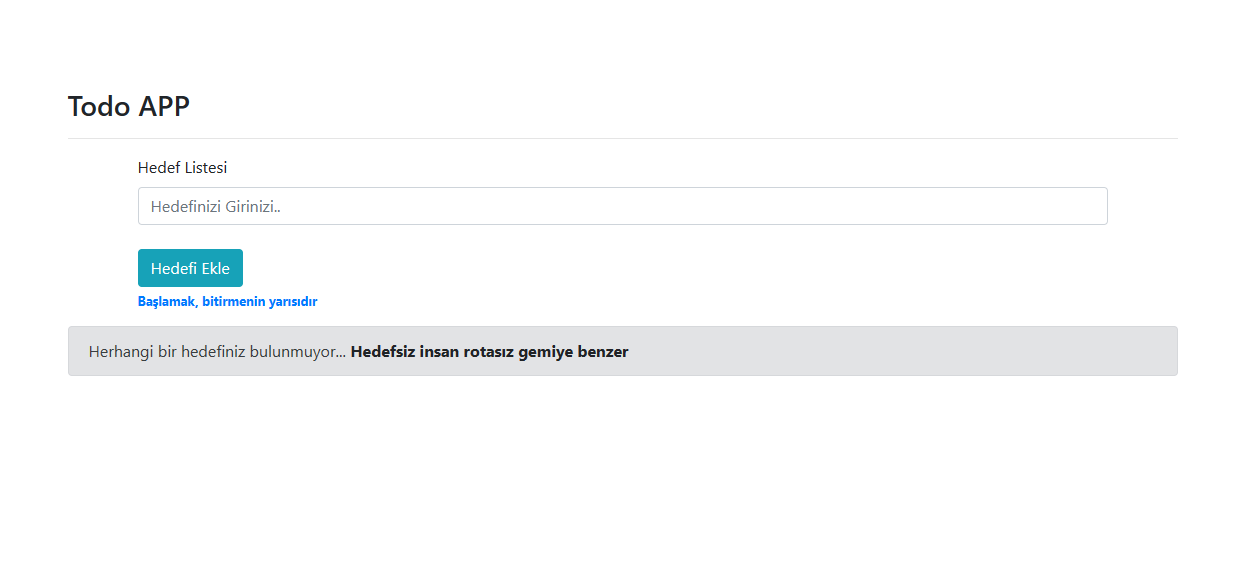 Todo APP
Hedef Listesi
Hedefinizi Girinizi..
Hedefi Ekle
Başlamak, bitirmenin yarısıdır
Herhangi bir hedefiniz bulunmuyor... Hedefsiz insan rotasız gemiye benzer